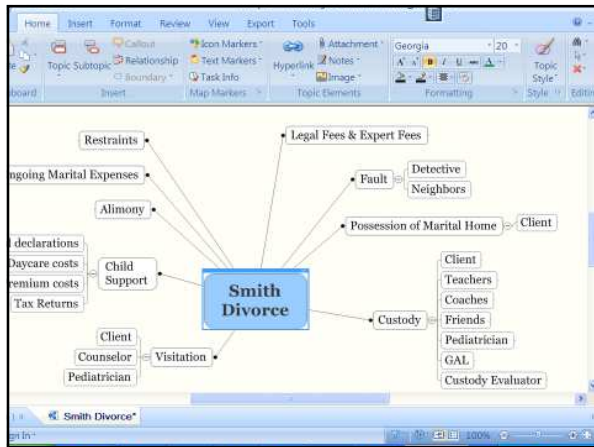 Home Insert Format Review View Export Tools
Topic Subtopic
Callout
Relationship
Boundary
Icon Markers
Text Markers
Task Info
Hyperlink
Attachment
Notes
Image
Georgia 20
Topic
Style
Insert Map Markers Topic Elements Formatting Style
Restraints
Legal Fees & Expert Fees
Marital Expenses
Fault
Detective
Neighbors
Alimony
Possession of Marital Home
Client
declarations
Daycare costs
costs
Tax Returns
Child
Support
Smith
Divorce
Custody
Client
Teachers
Coaches
Friends
Pediatrician
GAL
Custody Evaluator
Visitation
Client
Counselor
Pediatrician
Smith Divorce*
100%